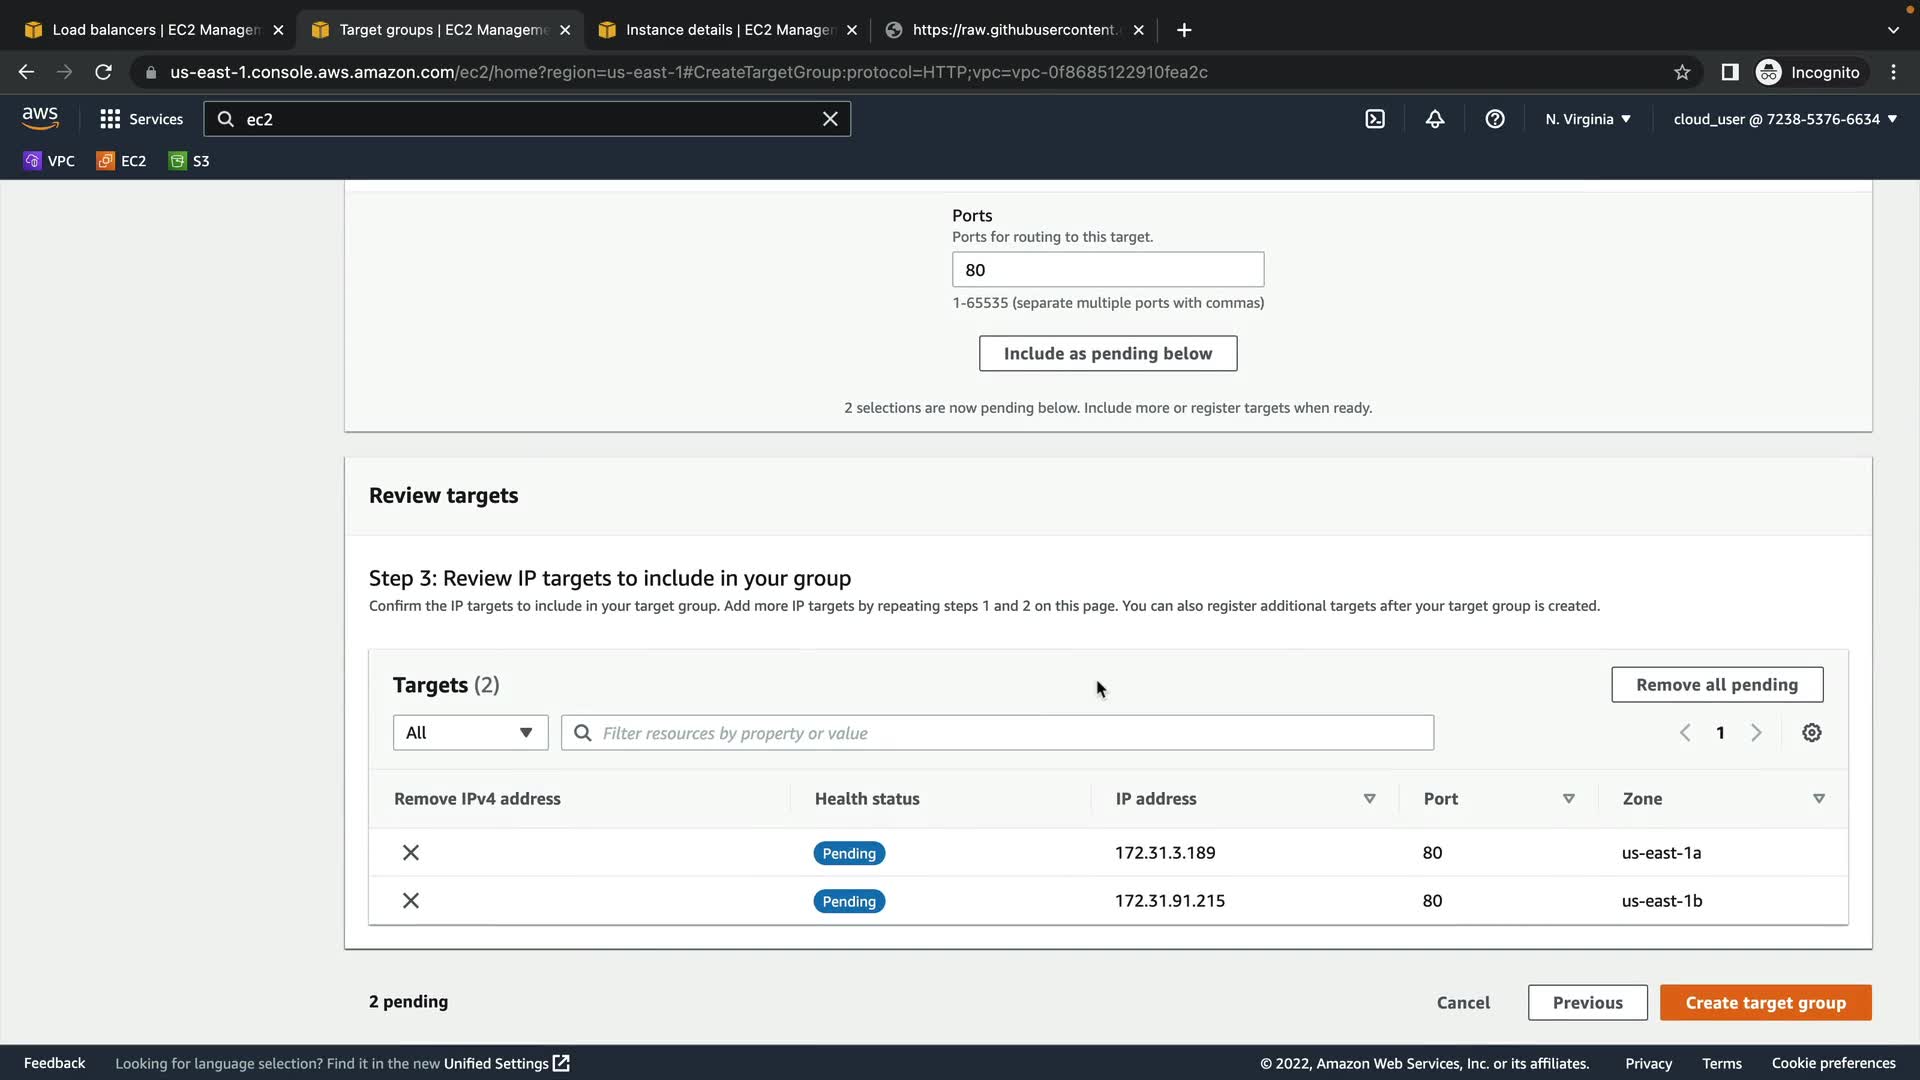 Load balancers | EC2 Managem
Target groups | EC2 Manageme
Instance details | EC2 Manager
https://raw.githubusercontent.
us-east-1.console.aws.amazon.com/ec2/home?region=us-east-1#CreateTargetGroup:protocol=HTTP;vpc=vpc-0f8685122910fea2c
Incognito
aws
Services
ec2
N. Virginia
cloud_user @ 7238-5376-6634
VPC
EC2
S3
Ports
Ports for routing to this target.
80
1-65535 (separate multiple ports with commas)
Include as pending below
2 selections are now pending below. Include more or register targets when ready.
Review targets
Step 3: Review IP targets to include in your group
Confirm the IP targets to include in your target group. Add more IP targets by repeating steps 1 and 2 on this page. You can also register additional targets after your target group is created.
Targets (2)
Remove all pending
All
Filter resources by property or value
1
Remove IPv4 address Health status IP address Port Zone
Pending 172.31.3.189 80 us-east-1a
Pending 172.31.91.215 80 us-east-1b
2 pending
Cancel
Previous
Create target group
Feedback
Looking for language selection? Find it in the new Unified Settings
© 2022, Amazon Web Services, Inc. or its affiliates.
Privacy
Terms
Cookie preferences